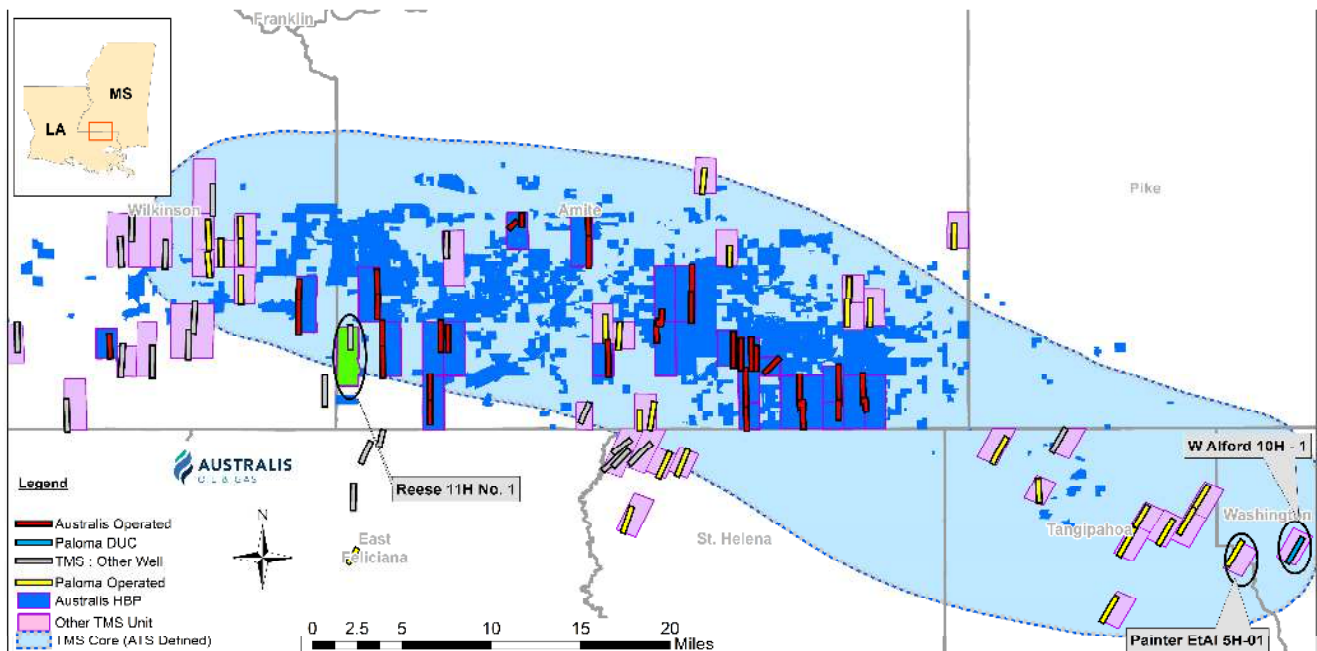 Franklin
MS
LA
Pike
Wilkinson
Amite
AUSTRALIS
OIL & GAS
W Alford 10H - 1
Legend
Reese 11H No. 1
N
Australis Operated
Paloma DUC
TMS : Other Well
Paloma Operated
Australis HBP
Other TMS Unit
TMS Core (ATS Defined)
East
Feliciana
St. Helena
Tangipahoa
Washington
0 2.5 5 10 15 20
Miles
Painter EtAl 5H-01